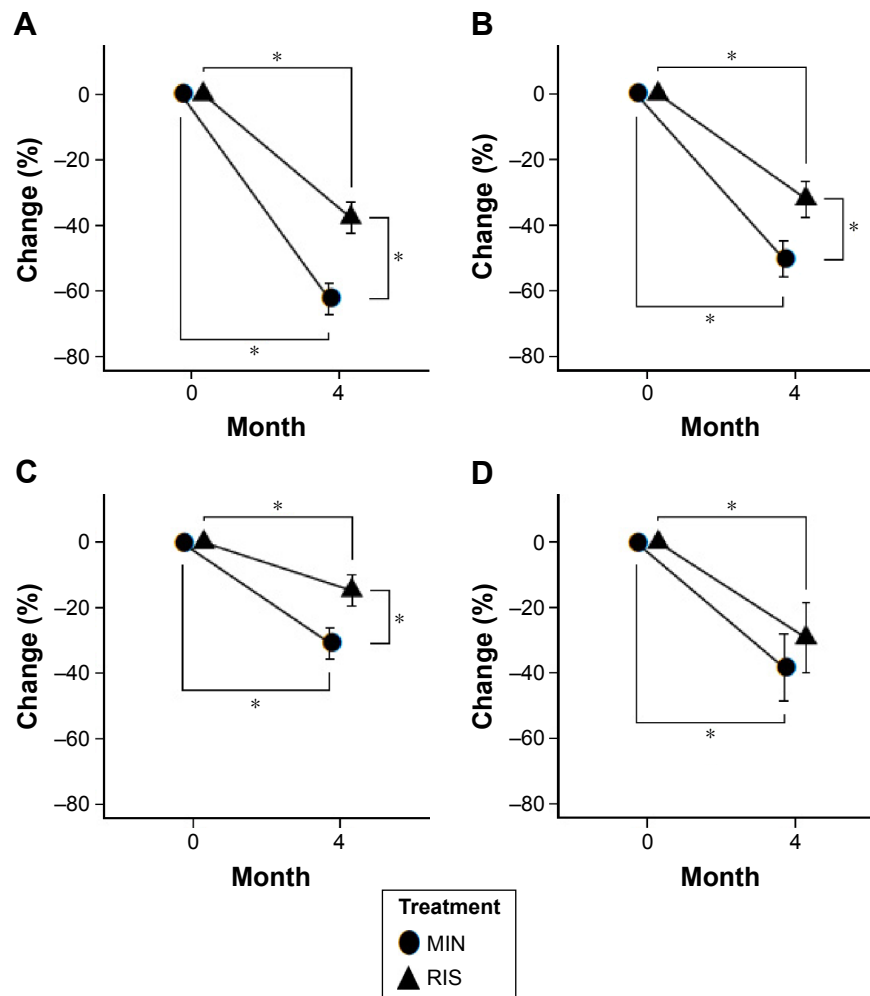 A
Change (%)
0
–20
–40
–60
–80
*
*
*
0
4
Month
B
Change (%)
0
–20
–40
–60
–80
*
*
*
0
4
Month
C
Change (%)
0
–20
–40
–60
–80
*
*
*
0
4
Month
D
Change (%)
0
–20
–40
–60
–80
*
*
0
4
Month
Treatment
MIN
RIS